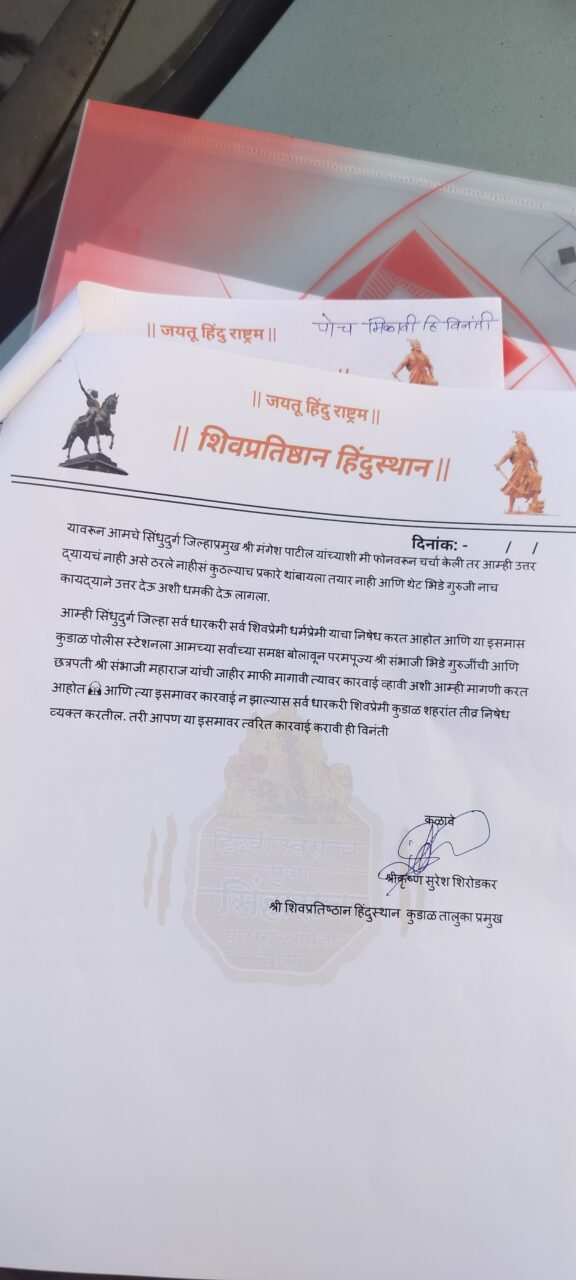 || जयतू हिंदु राष्ट्रम ||
पोच मिळावी हि विनंती
|| जयतू हिंदु राष्ट्रम ||
|| शिवप्रतिष्ठान हिंदुस्थान ||
दिनांक: - / /
यावरून आमचे सिंधुदुर्ग जिल्हाप्रमुख श्री मंगेश पाटील यांच्याशी मी फोनवरून चर्चा केली तर आम्ही उत्तर
द्यायचं नाही असे ठरले नाहीसं कुठल्याच प्रकारे थांबायला तयार नाही आणि थेट भिडे गुरुजी नाच
कायद्याने उत्तर देऊ अशी धमकी देऊ लागला.
आम्ही सिंधुदुर्ग जिल्हा सर्व धारकरी सर्व शिवप्रेमी धर्मप्रेमी याचा निषेध करत आहोत आणि या इसमास
कुडाळ पोलीस स्टेशनला आमच्या सर्वाच्या समक्ष बोलावून परमपूज्य श्री संभाजी भिडे गुरुजींची आणि
छत्रपती श्री संभाजी महाराज यांची जाहीर माफी मागावी त्यावर कारवाई व्हावी अशी आम्ही मागणी करत
आहोत आणि त्या इसमावर कारवाई न झाल्यास सर्व धारकरी शिवप्रेमी कुडाळ शहरांत तीव्र निषेध
व्यक्त करतील. तरी आपण या इसमावर त्वरित कारवाई करावी ही विनंती
कळावे
श्रीकृष्ण सुरेश शिरोडकर
श्री शिवप्रतिष्ठान हिंदुस्थान कुडाळ तालुका प्रमुख